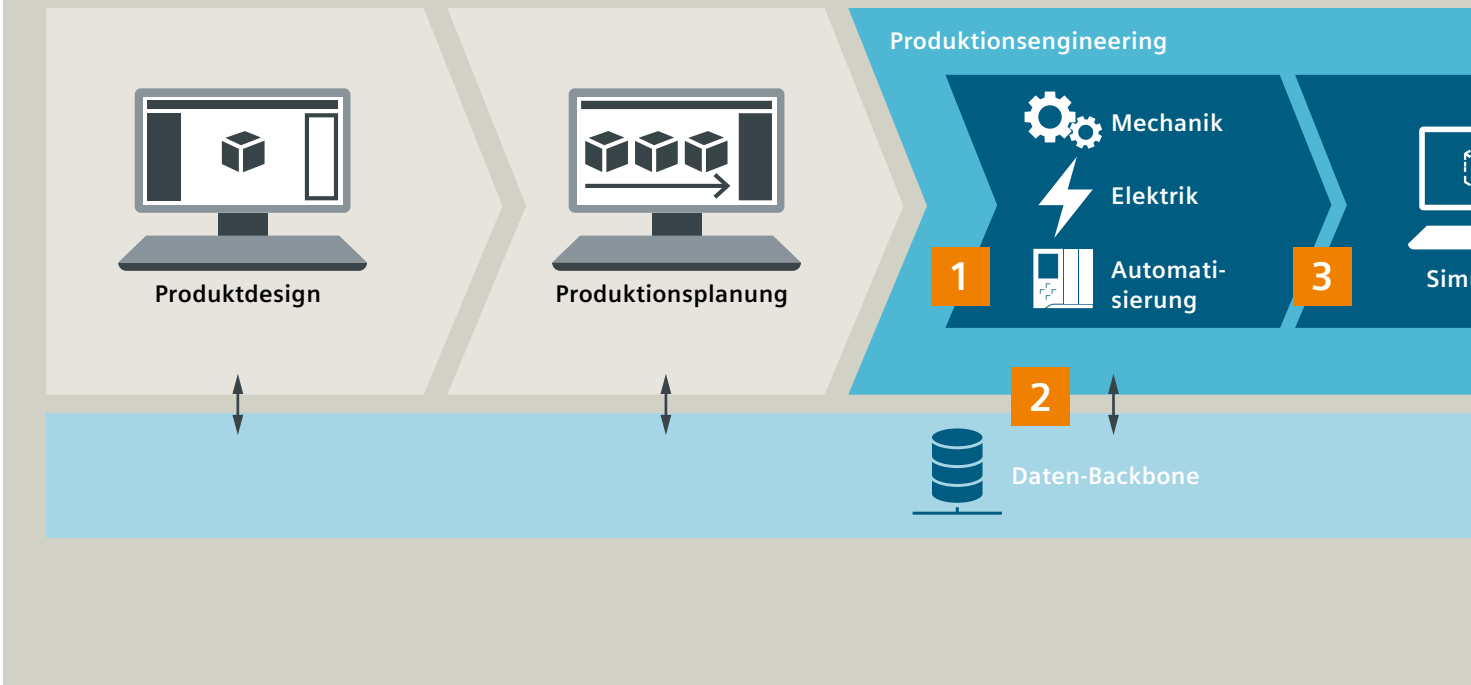 Produktionsengineering
Mechanik
Elektrik
1
Automati-
sierung
3
Produktdesign
Produktionsplanung
2
Daten-Backbone